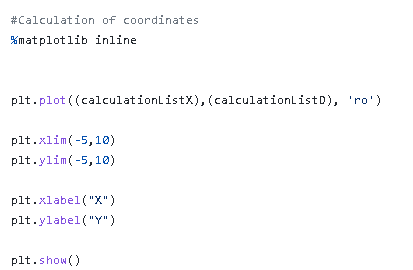 #Calculation of coordinates
%matplotlib inline
plt.plot((calculationListX),(calculationListD), 'ro')
plt.xlim(-5,10)
plt.ylim(-5,10)
plt.xlabel("X")
plt.ylabel("Y")
plt.show()